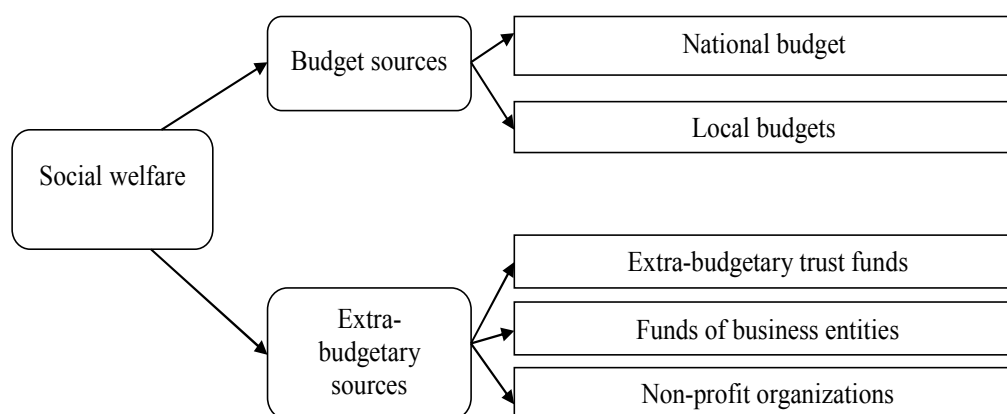 Budget sources
National budget
Local budgets
Social welfare
Extra-budgetary trust funds
Extra-
budgetary
sources
Funds of business entities
Non-profit organizations